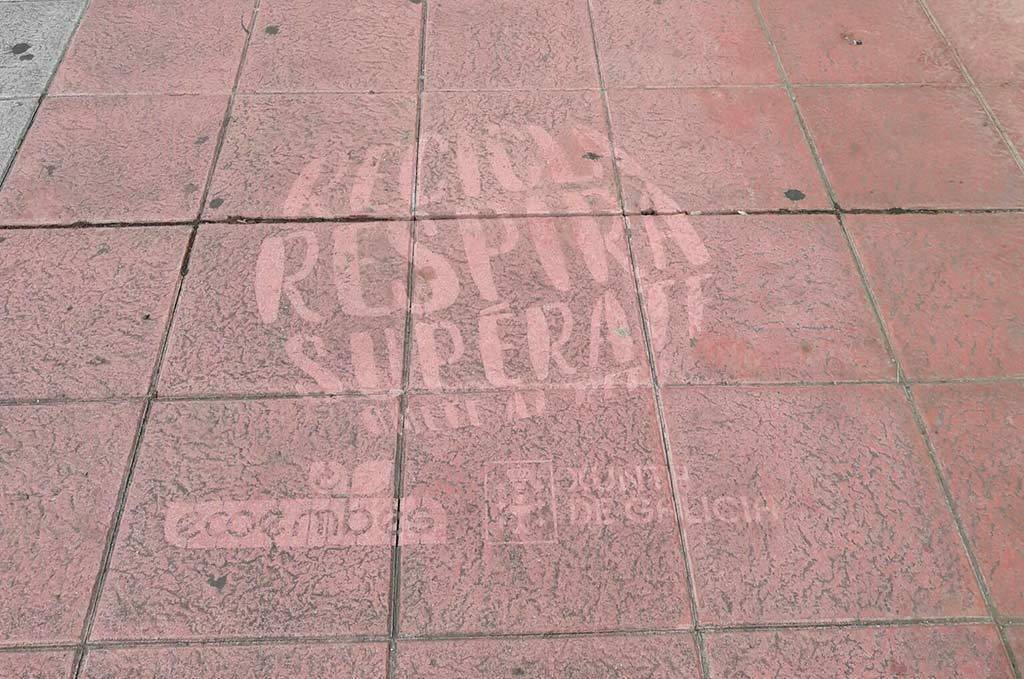 RECICLA
RESPIRA
SUPÉRATE
ecoembes
XUNTA
DE GALICIA